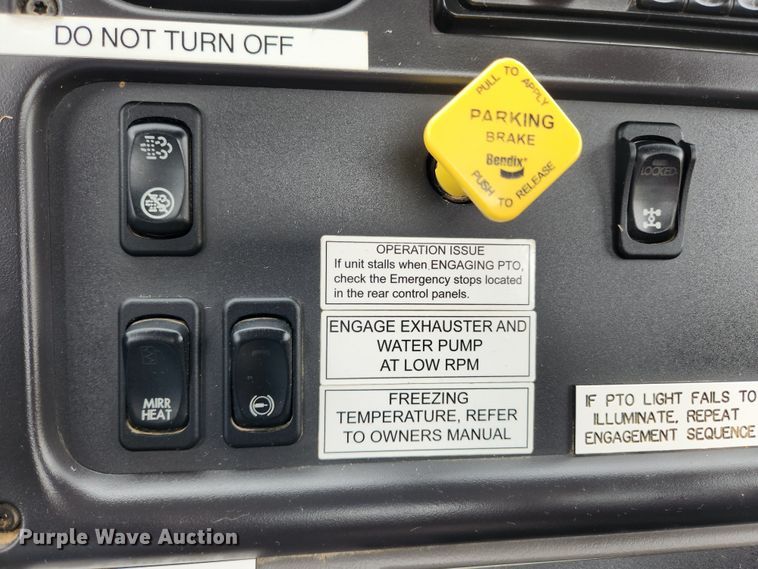 DO NOT TURN OFF
PULL TO APPLY
PARKING
BRAKE
Bendix
PUSH TO RELEASE
LOCKED
OPERATION ISSUE
If unit stalls when ENGAGING PTO,
check the Emergency stops located
in the rear control panels.
ENGAGE EXHAUSTER AND
WATER PUMP
AT LOW RPM
FREEZING
TEMPERATURE, REFER
TO OWNERS MANUAL
MIRR
HEAT
IF PTO LIGHT FAILS TO
ILLUMINATE, REPEAT
ENGAGEMENT SEQUENCE
Purple Wave Auction